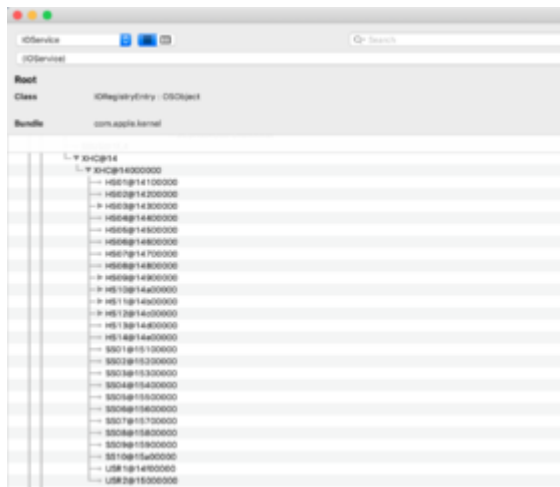 IOService
Search
(IOService)
Root
Class IORegistryEntry : OSObject
Bundle com.apple.kernel
XHC@14
XHC@14000000
HS01@14100000
HS02@14200000
HS03@14300000
HS04@14400000
HS05@14500000
HS06@14600000
HS07@14700000
HS08@14800000
HS09@14900000
HS10@14a00000
HS11@14b00000
HS12@14c00000
HS13@14d00000
HS14@14e00000
SS01@15100000
SS02@15200000
SS03@15300000
SS04@15400000
SS05@15500000
SS06@15600000
SS07@15700000
SS08@15800000
SS09@15900000
SS10@15a00000
USR1@14f00000
USR2@15000000